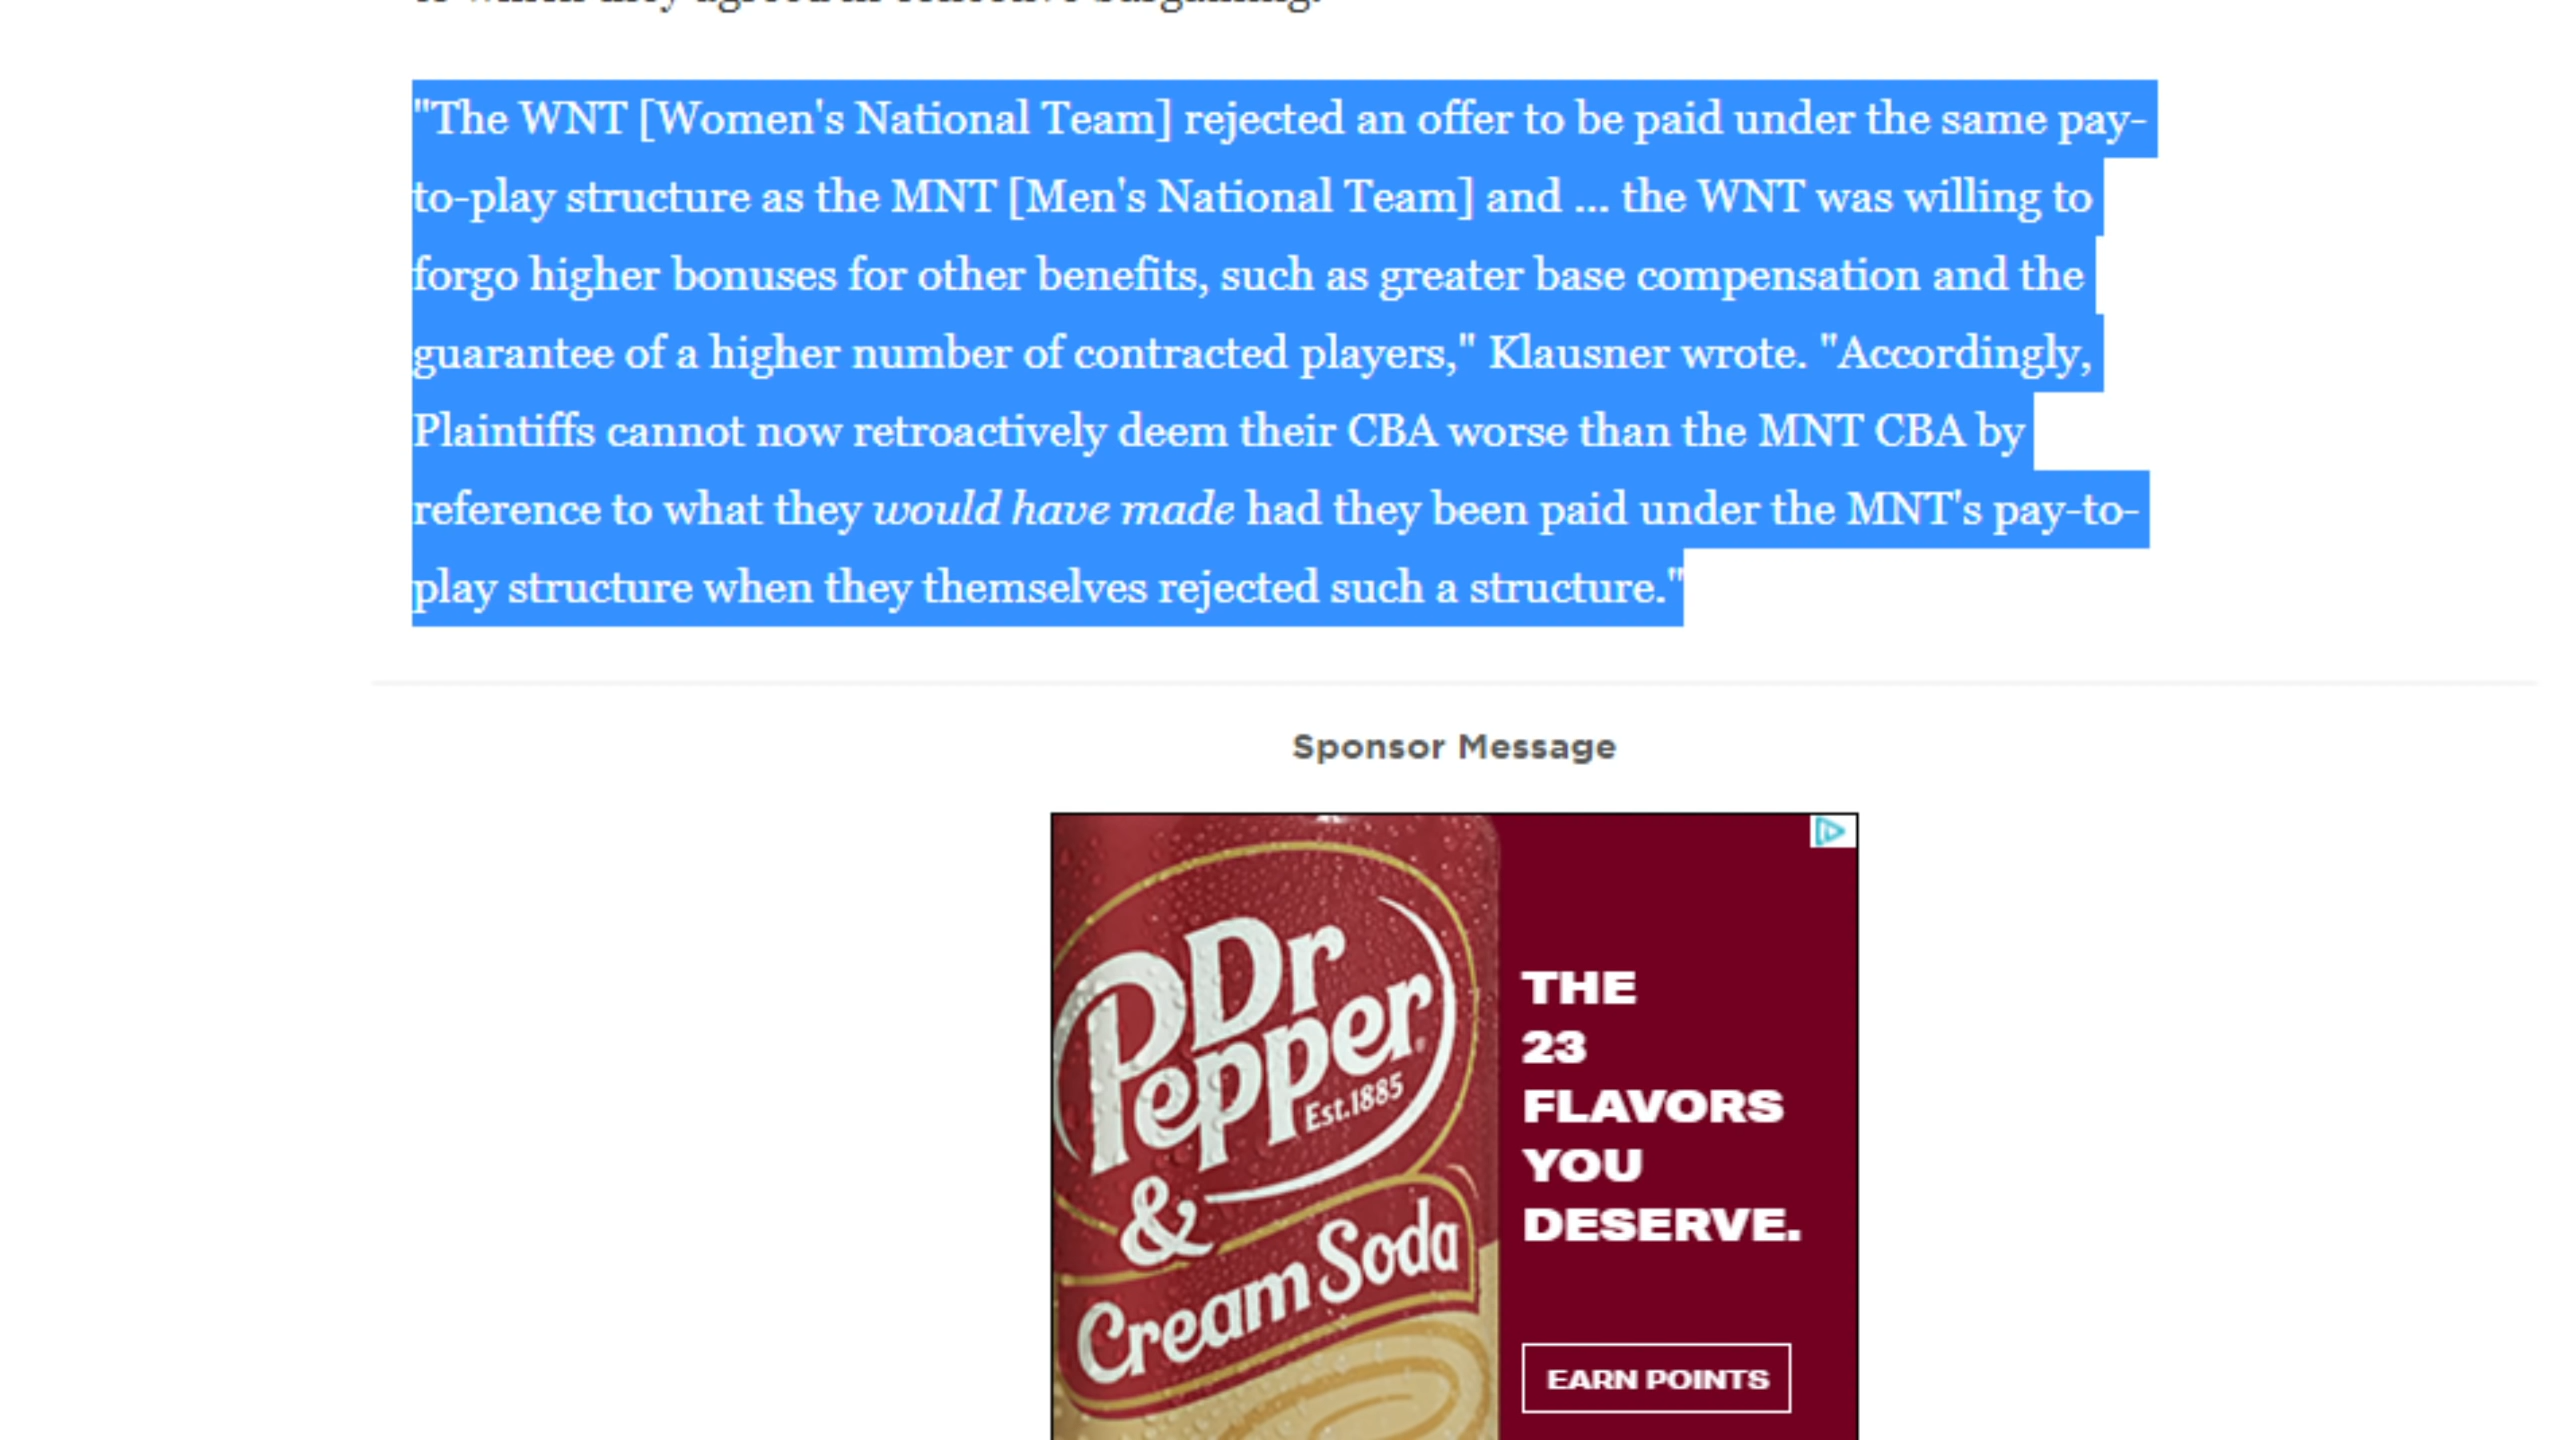 "The WNT [Women's National Team] rejected an offer to be paid under the same pay-
to-play structure as the MNT [Men's National Team] and ... the WNT was willing to
forgo higher bonuses for other benefits, such as greater base compensation and the
guarantee of a higher number of contracted players," Klausner wrote. "Accordingly,
Plaintiffs cannot now retroactively deem their CBA worse than the MNT CBA by
reference to what they would have made had they been paid under the MNT's pay-to-
play structure when they themselves rejected such a structure."
Sponsor Message
Dr
Pepper
Est.1885
&
Cream Soda
THE
23
FLAVORS
YOU
DESERVE.
EARN POINTS